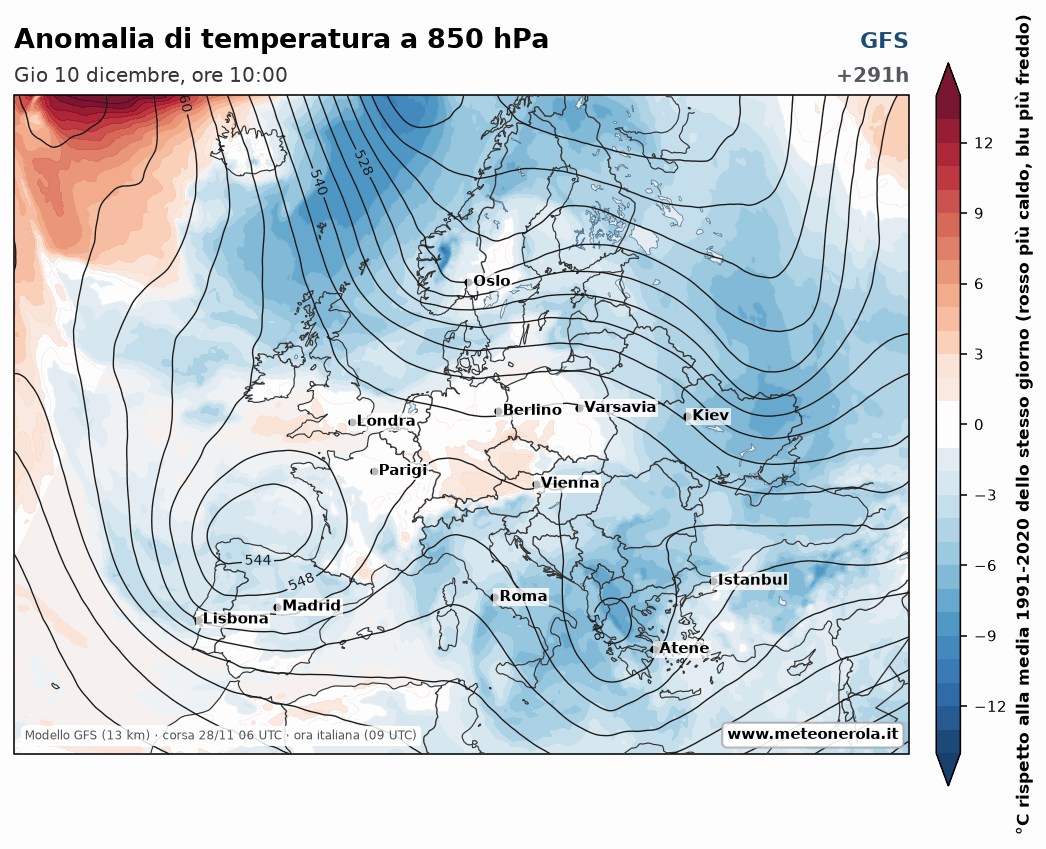 Anomalia di temperatura a 850 hPa
GFS
Gio 10 dicembre, ore 10:00
+291h
60
528
540
Oslo
Berlino
Varsavia
Kiev
Londra
Parigi
Vienna
544
548
Istanbul
Madrid
Roma
Lisbona
Atene
Modello GFS (13 km) · corsa 28/11 06 UTC · ora italiana (09 UTC)
www.meteonerola.it
12
9
6
3
0
−3
−6
−9
−12
°C rispetto alla media 1991-2020 dello stesso giorno (rosso più caldo, blu più freddo)